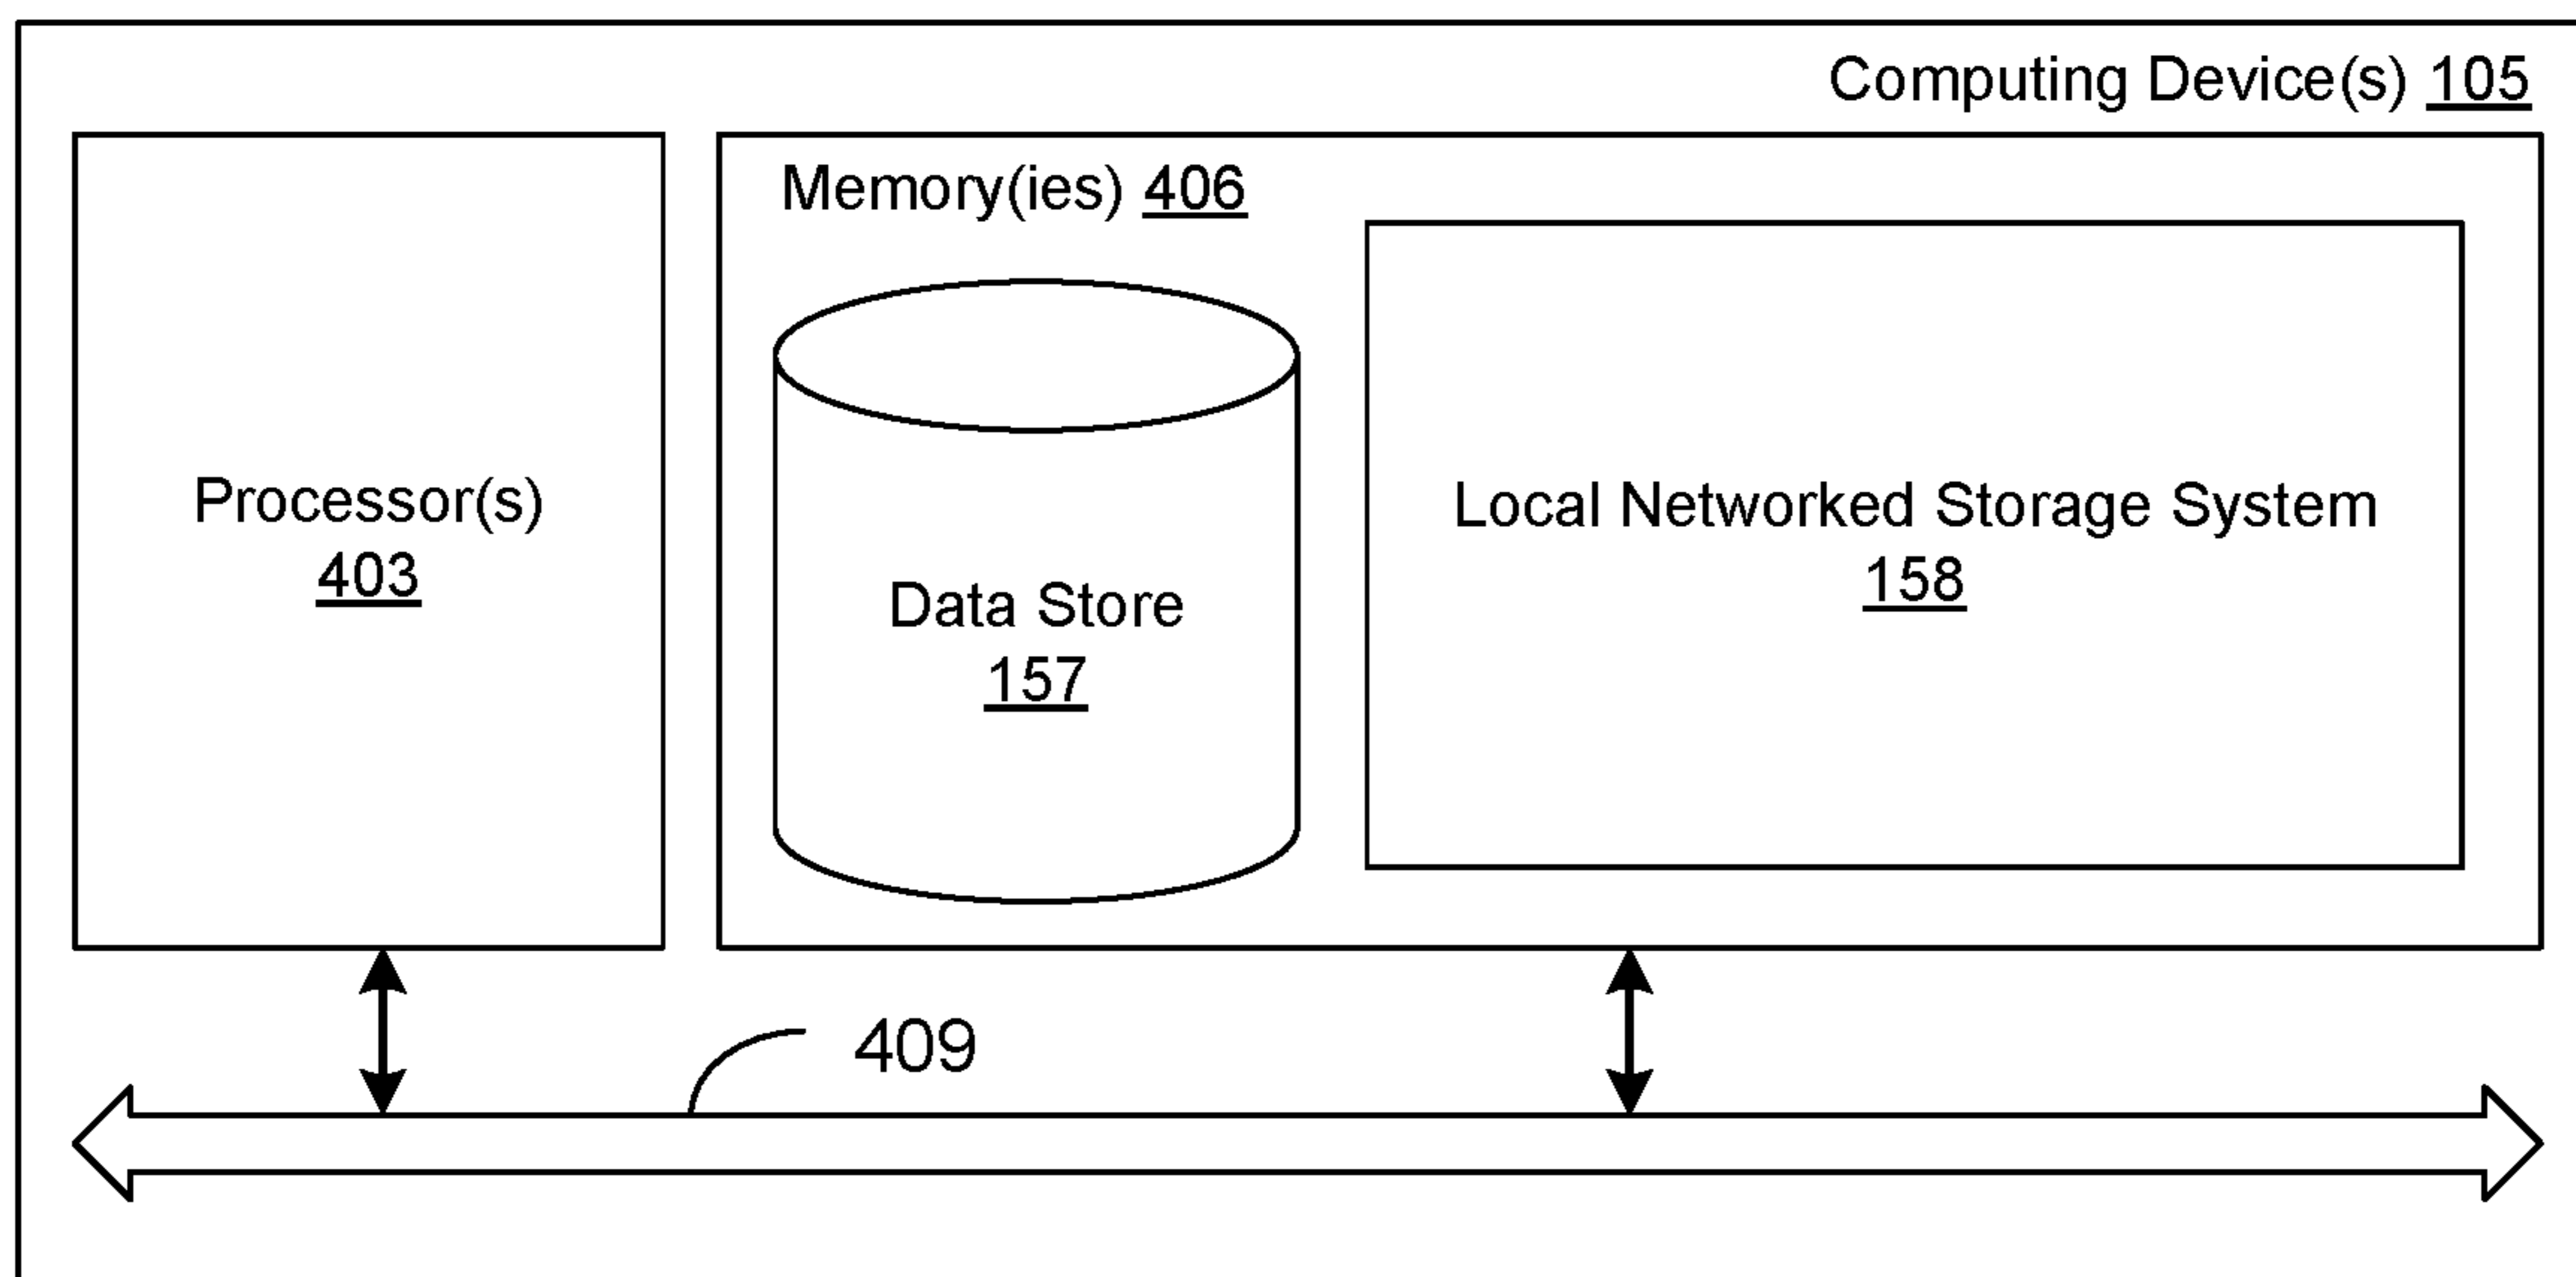 Computing Device(s) 105
Memory(ies) 406
Processor(s)
403
Data Store
157
Local Networked Storage System
158
409